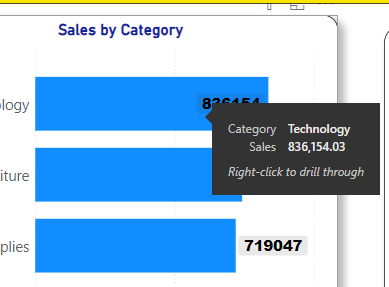 Sales by Category
ology
836154
Category Technology
Sales 836,154.03
Right-click to drill through
iture
plies
719047